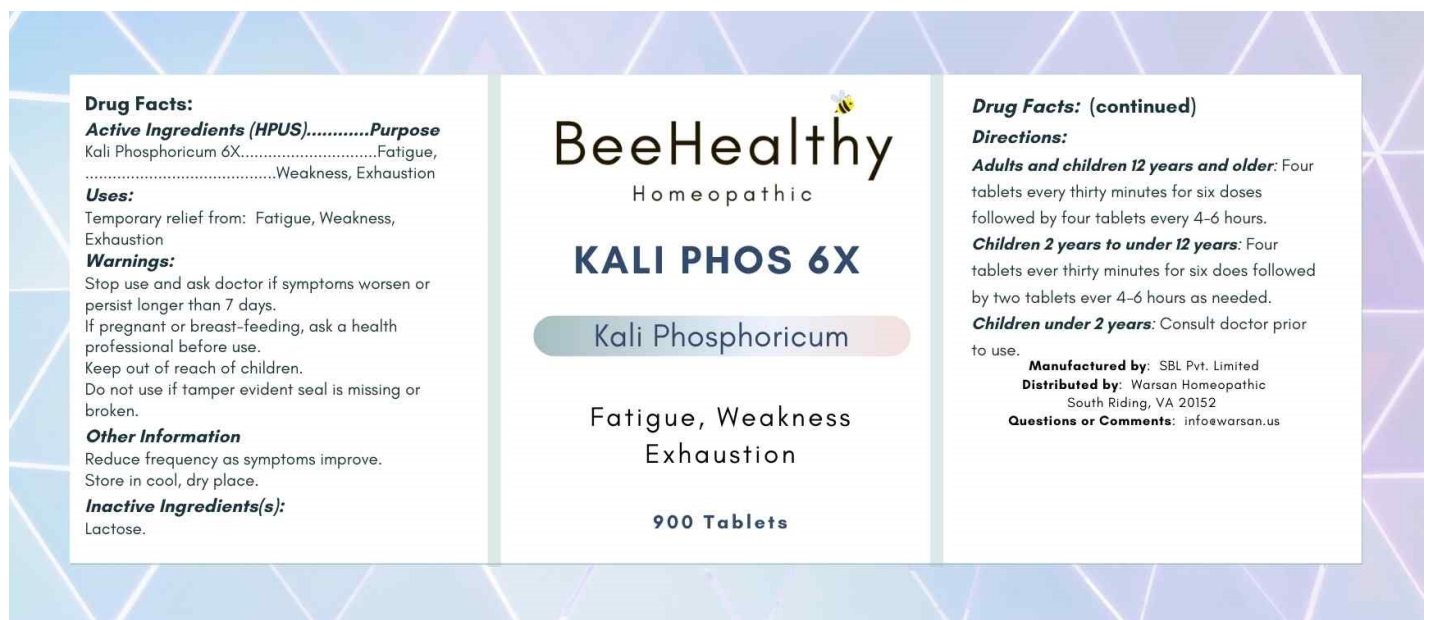 Drug Facts:
Active Ingredients (HPUS)............Purpose
Kali Phosphoricum 6X..............................Fatigue,
..........................................Weakness, Exhaustion
Uses:
Temporary relief from: Fatigue, Weakness,
Exhaustion
Warnings:
Stop use and ask doctor if symptoms worsen or
persist longer than 7 days.
If pregnant or breast-feeding, ask a health
professional before use.
Keep out of reach of children.
Do not use if tamper evident seal is missing or
broken.
Other Information
Reduce frequency as symptoms improve.
Store in cool, dry place.
Inactive Ingredients(s):
Lactose.
BeeHealthy
Homeopathic
KALI PHOS 6X
Kali Phosphoricum
Fatigue, Weakness
Exhaustion
900 Tablets
Drug Facts: (continued)
Directions:
Adults and children 12 years and older: Four
tablets every thirty minutes for six doses
followed by four tablets every 4-6 hours.
Children 2 years to under 12 years: Four
tablets ever thirty minutes for six does followed
by two tablets ever 4-6 hours as needed.
Children under 2 years: Consult doctor prior
to use.
Manufactured by: SBL Pvt. Limited
Distributed by: Warsan Homeopathic
South Riding, VA 20152
Questions or Comments: info@warsan.us